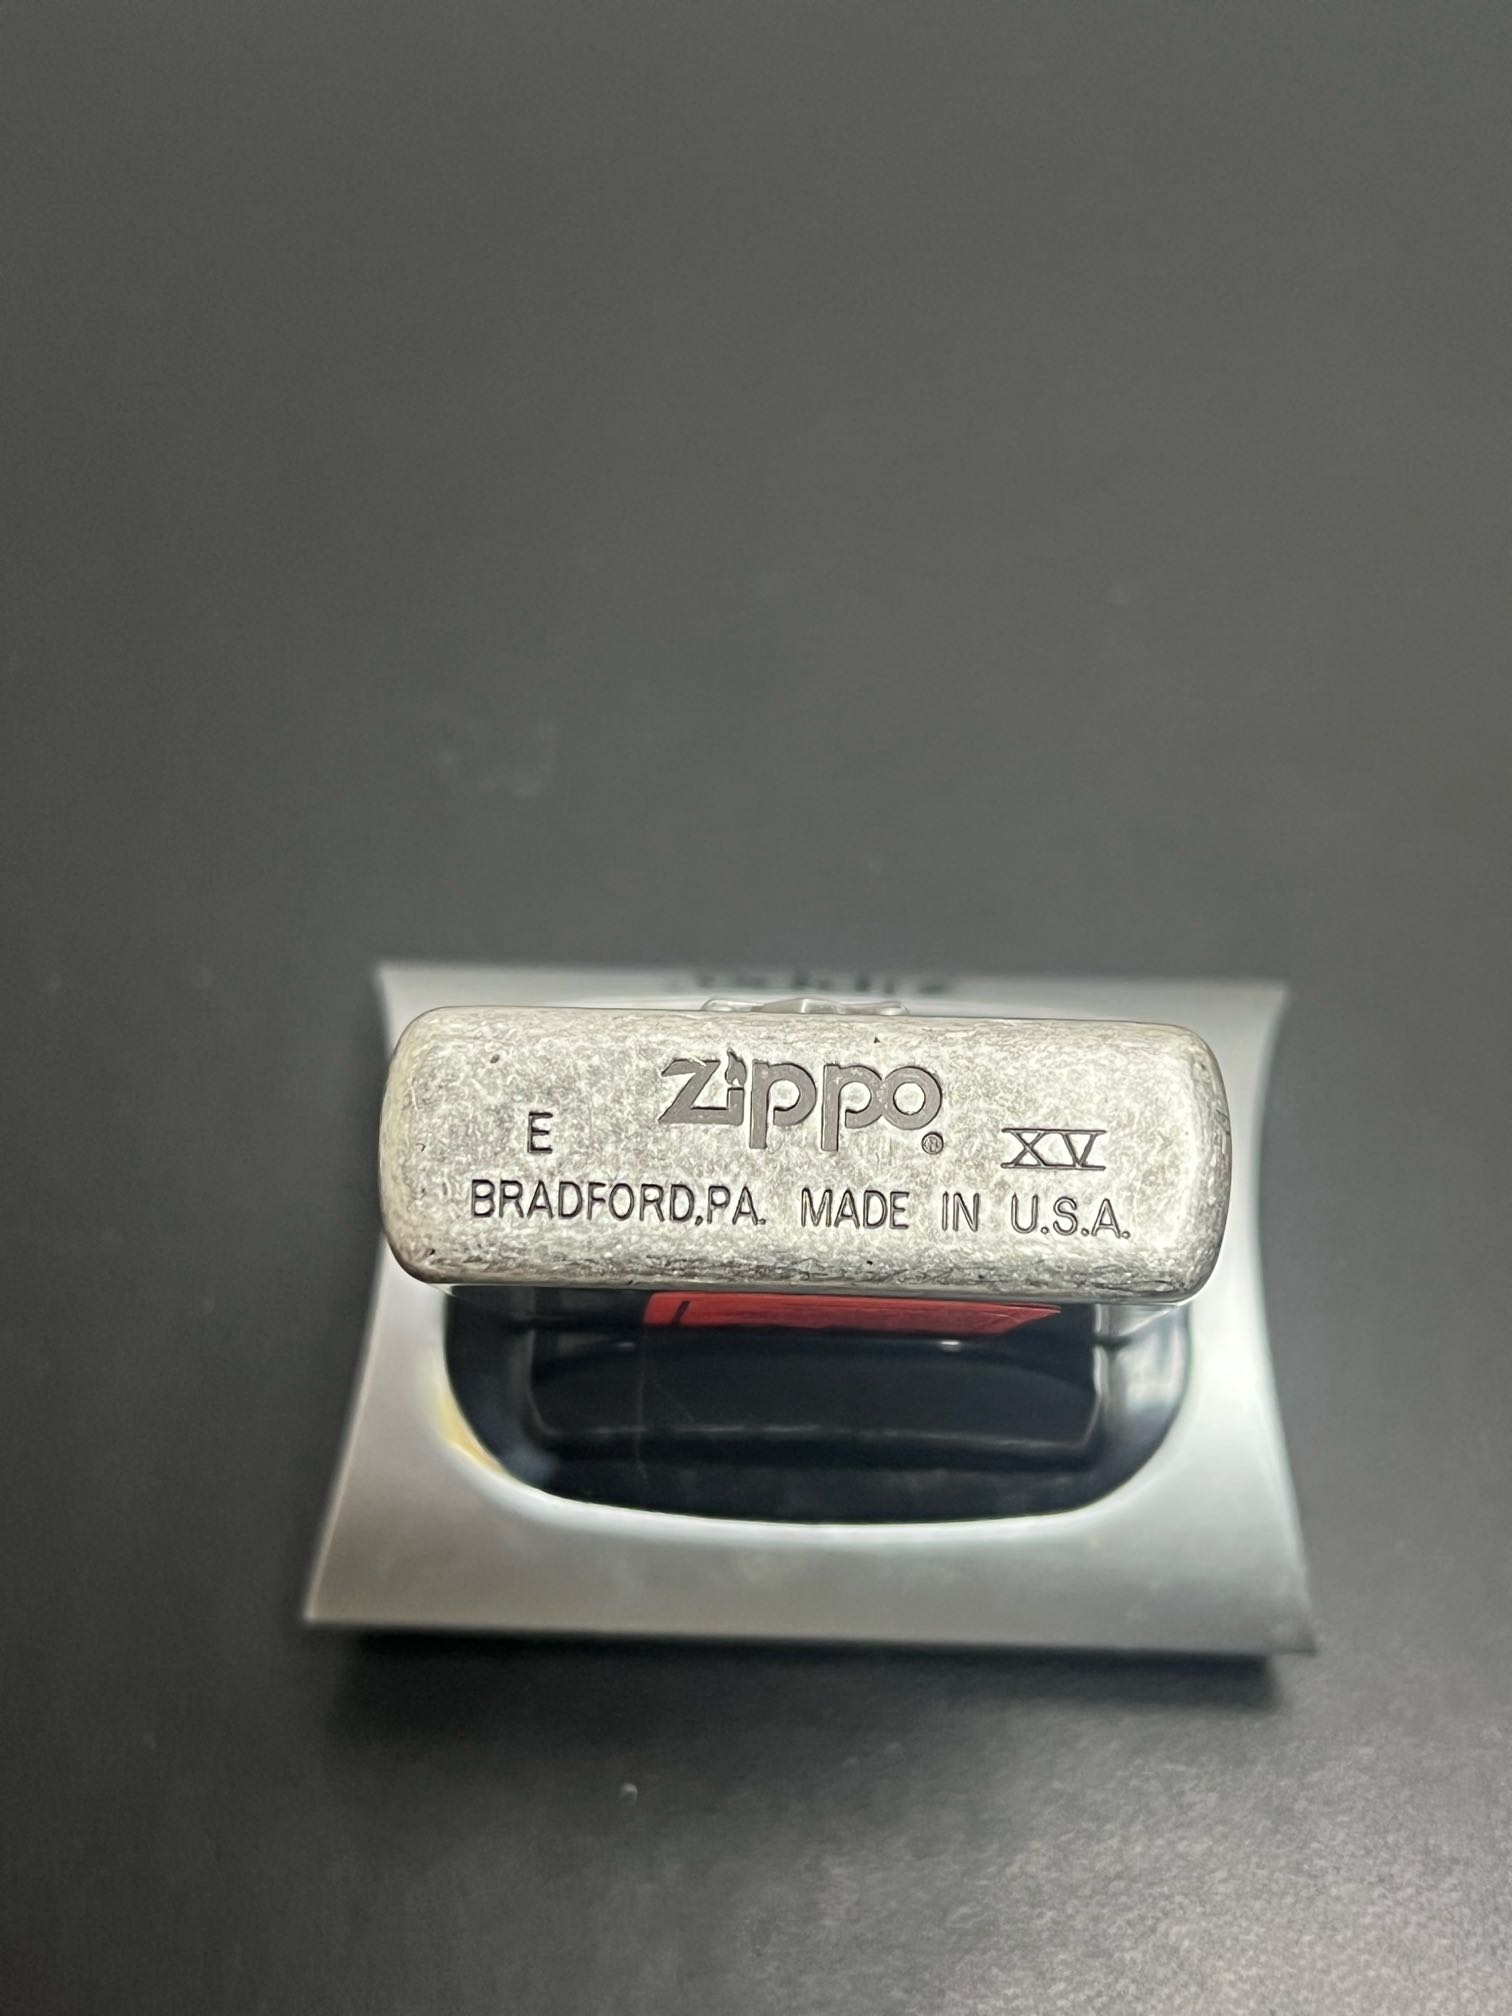 zippo®
E XV
BRADFORD,PA. MADE IN U.S.A.